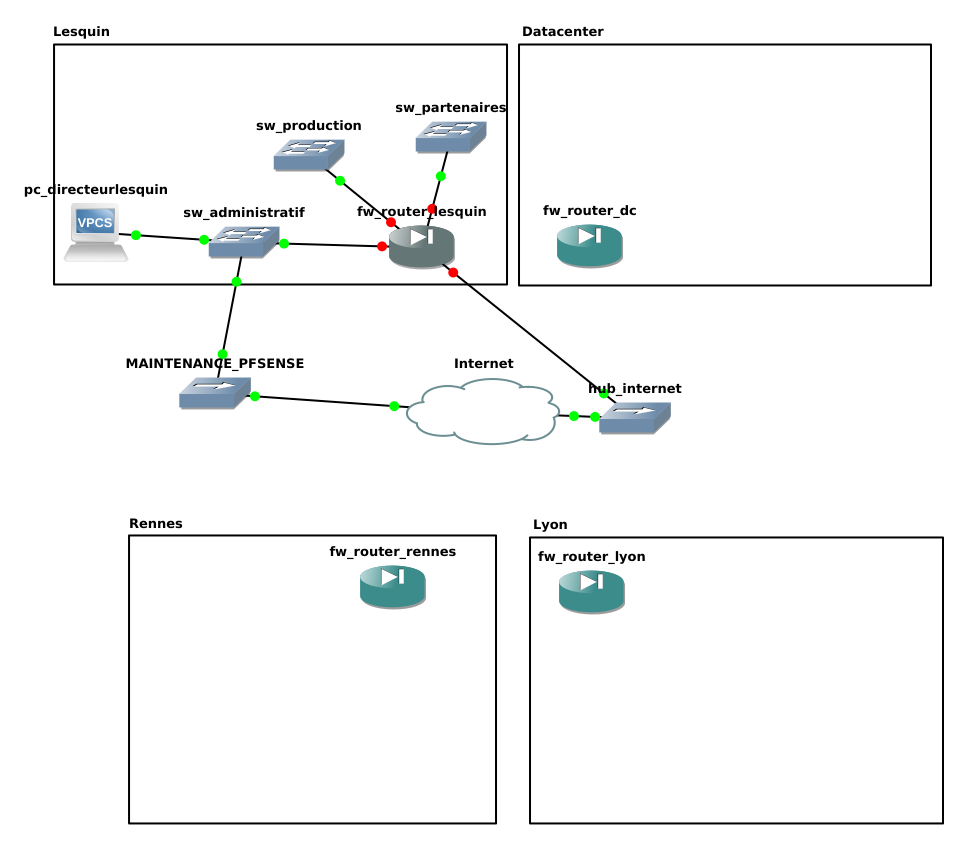 Lesquin
Datacenter
sw_partenaires
sw_production
pc_directeurlesquin
VPCS
sw_administratif
fw_router_lesquin
fw_router_dc
MAINTENANCE_PFSENSE
Internet
hub_internet
Rennes
Lyon
fw_router_rennes
fw_router_lyon